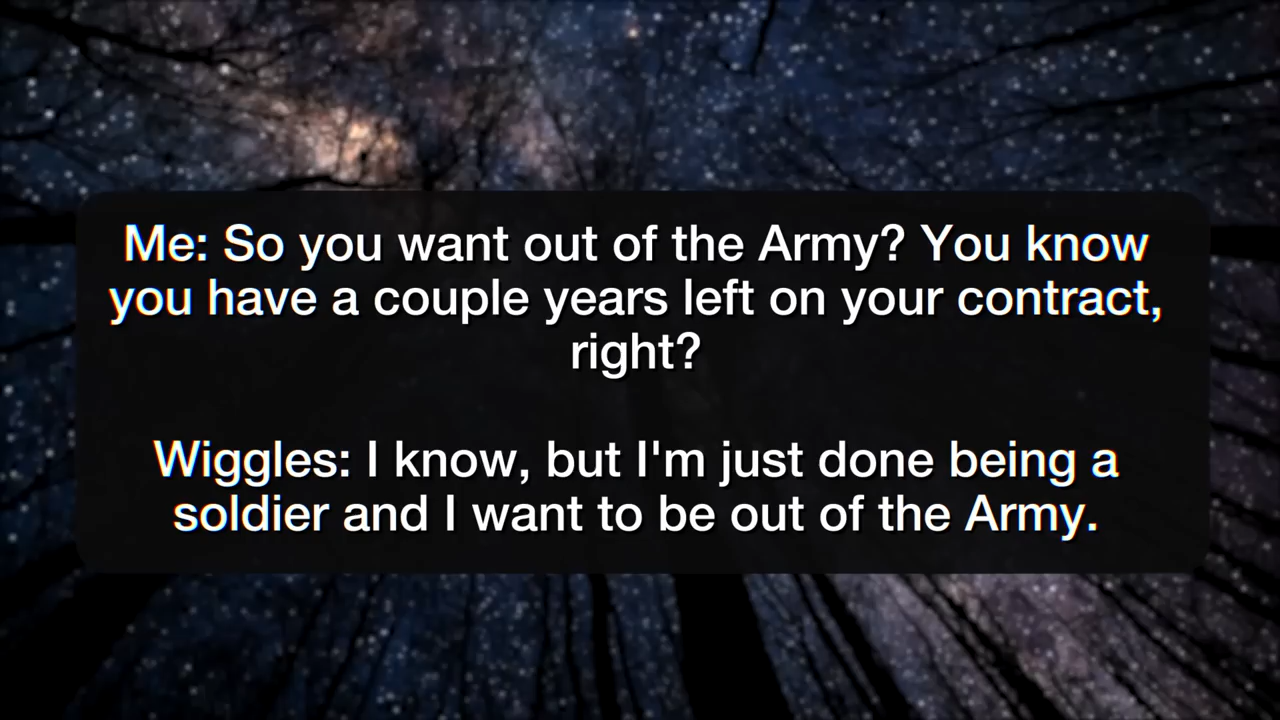 Me: So you want out of the Army? You know
you have a couple years left on your contract,
right?
Wiggles: I know, but I'm just done being a
soldier and I want to be out of the Army.